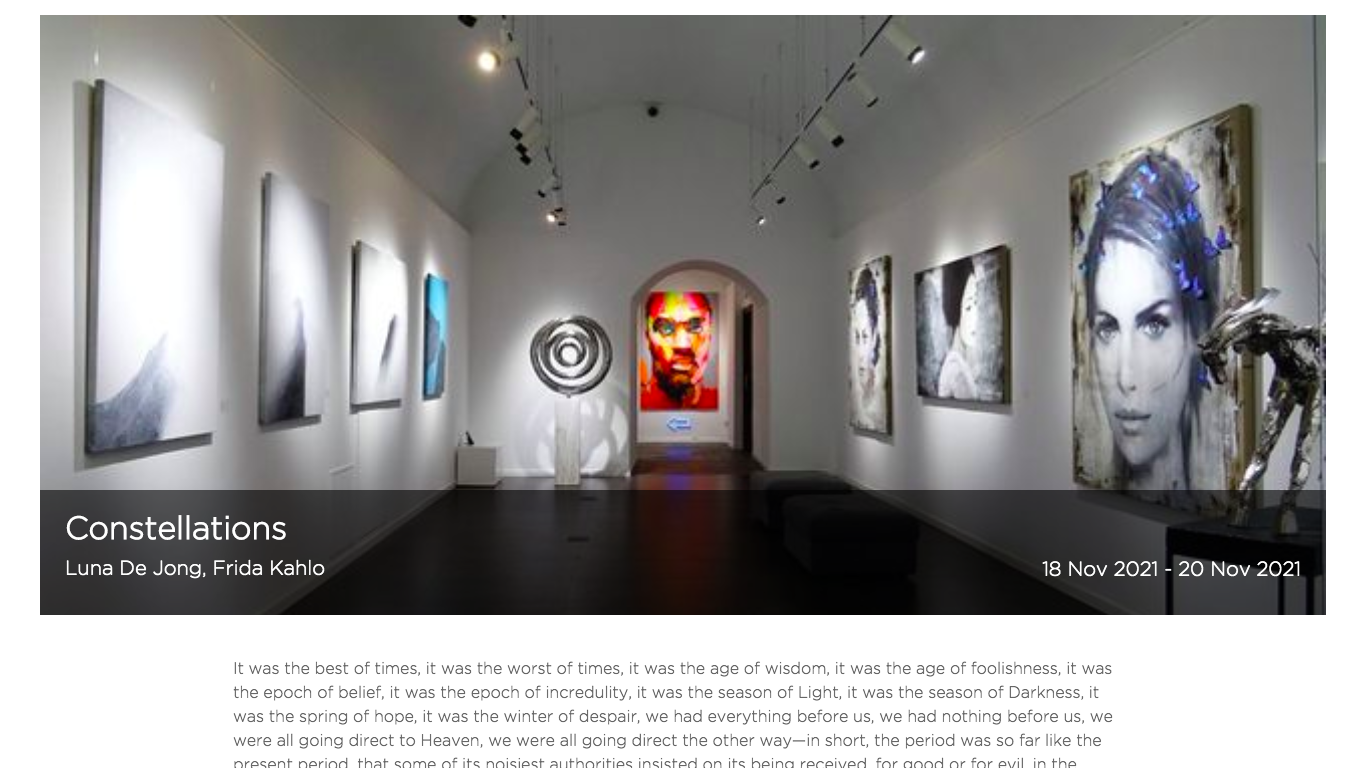 Constellations
Luna De Jong, Frida Kahlo
18 Nov 2021 - 20 Nov 2021
It was the best of times, it was the worst of times, it was the age of wisdom, it was the age of foolishness, it was
the epoch of belief, it was the epoch of incredulity, it was the season of Light, it was the season of Darkness, it
was the spring of hope, it was the winter of despair, we had everything before us, we had nothing before us, we
were all going direct to Heaven, we were all going direct the other way—in short, the period was so far like the
present period, that some of its noisiest authorities insisted on its being received, for good or for evil, in the